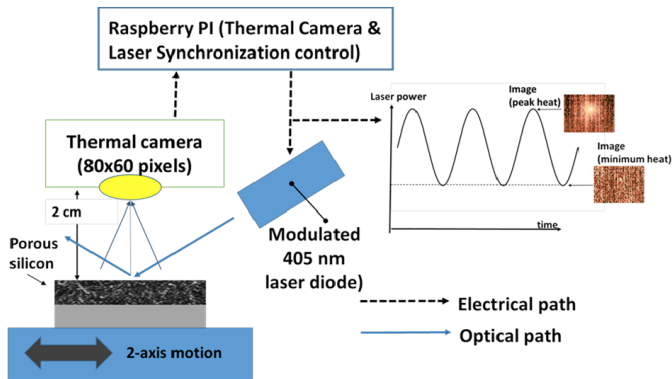 Raspberry PI (Thermal Camera &
Laser Synchronization control)
Thermal camera
(80x60 pixels)
2 cm
Porous
silicon
2-axis motion
Modulated
405 nm
laser diode)
Laser power
Image
(peak heat)
Image
(minimum heat)
time
Electrical path
Optical path